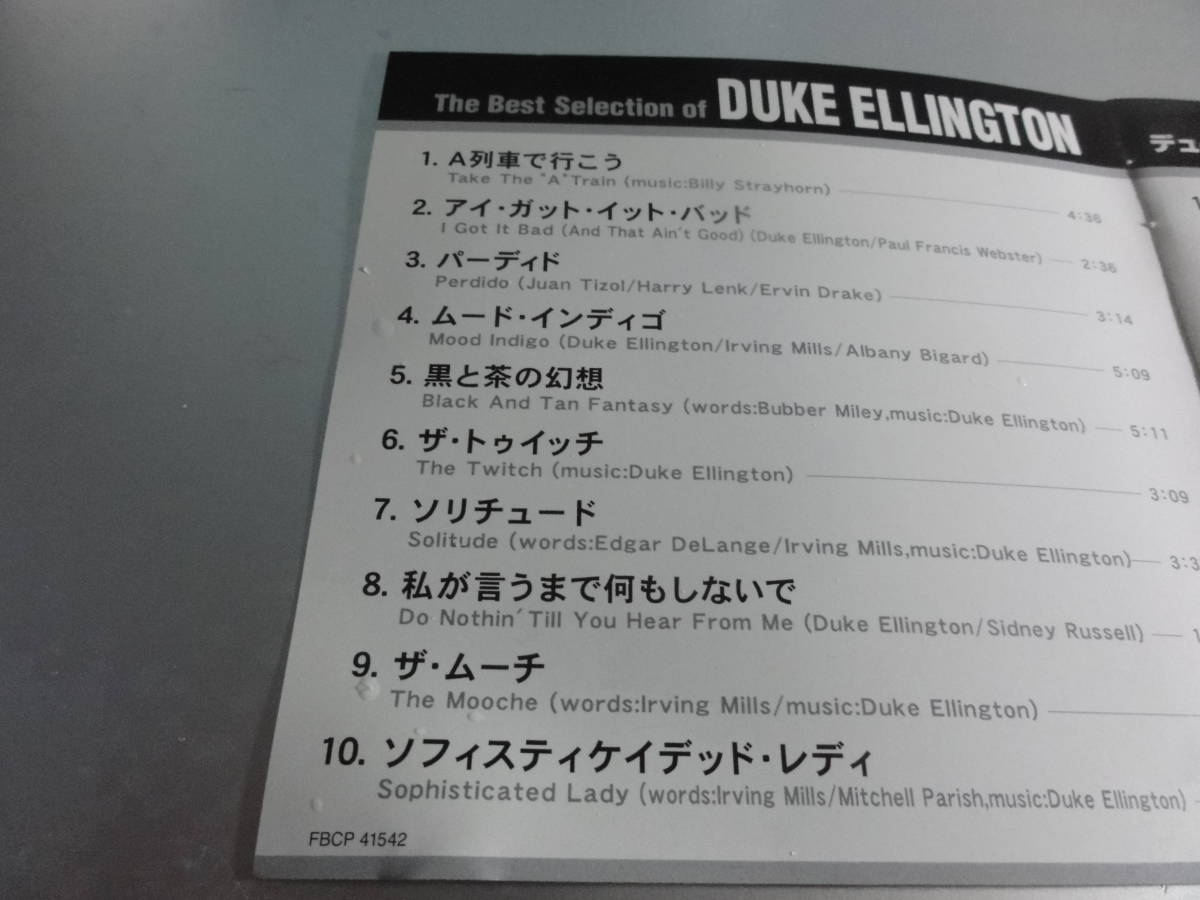 The Best Selection of DUKE ELLINGTON
デュ
1. A列車で行こう
Take The "A" Train (music:Billy Strayhorn) 4:36
2. アイ・ガット・イット・バッド
I Got It Bad (And That Ain't Good) (Duke Ellington/Paul Francis Webster) 2:36
3. パーディド
Perdido (Juan Tizol/Harry Lenk/Ervin Drake) 3:14
4. ムード・インディゴ
Mood Indigo (Duke Ellington/Irving Mills/Albany Bigard) 5:09
5. 黒と茶の幻想
Black And Tan Fantasy (words:Bubber Miley,music:Duke Ellington) 5:11
6. ザ・トゥイッチ
The Twitch (music:Duke Ellington) 3:09
7. ソリチュード
Solitude (words:Edgar DeLange/Irving Mills,music:Duke Ellington) 3:3
8. 私が言うまで何もしないで
Do Nothin' Till You Hear From Me (Duke Ellington/Sidney Russell)
9. ザ・ムーチ
The Mooche (words:Irving Mills/music:Duke Ellington)
10. ソフィスティケイデッド・レディ
Sophisticated Lady (words:Irving Mills/Mitchell Parish,music:Duke Ellington)
FBCP 41542